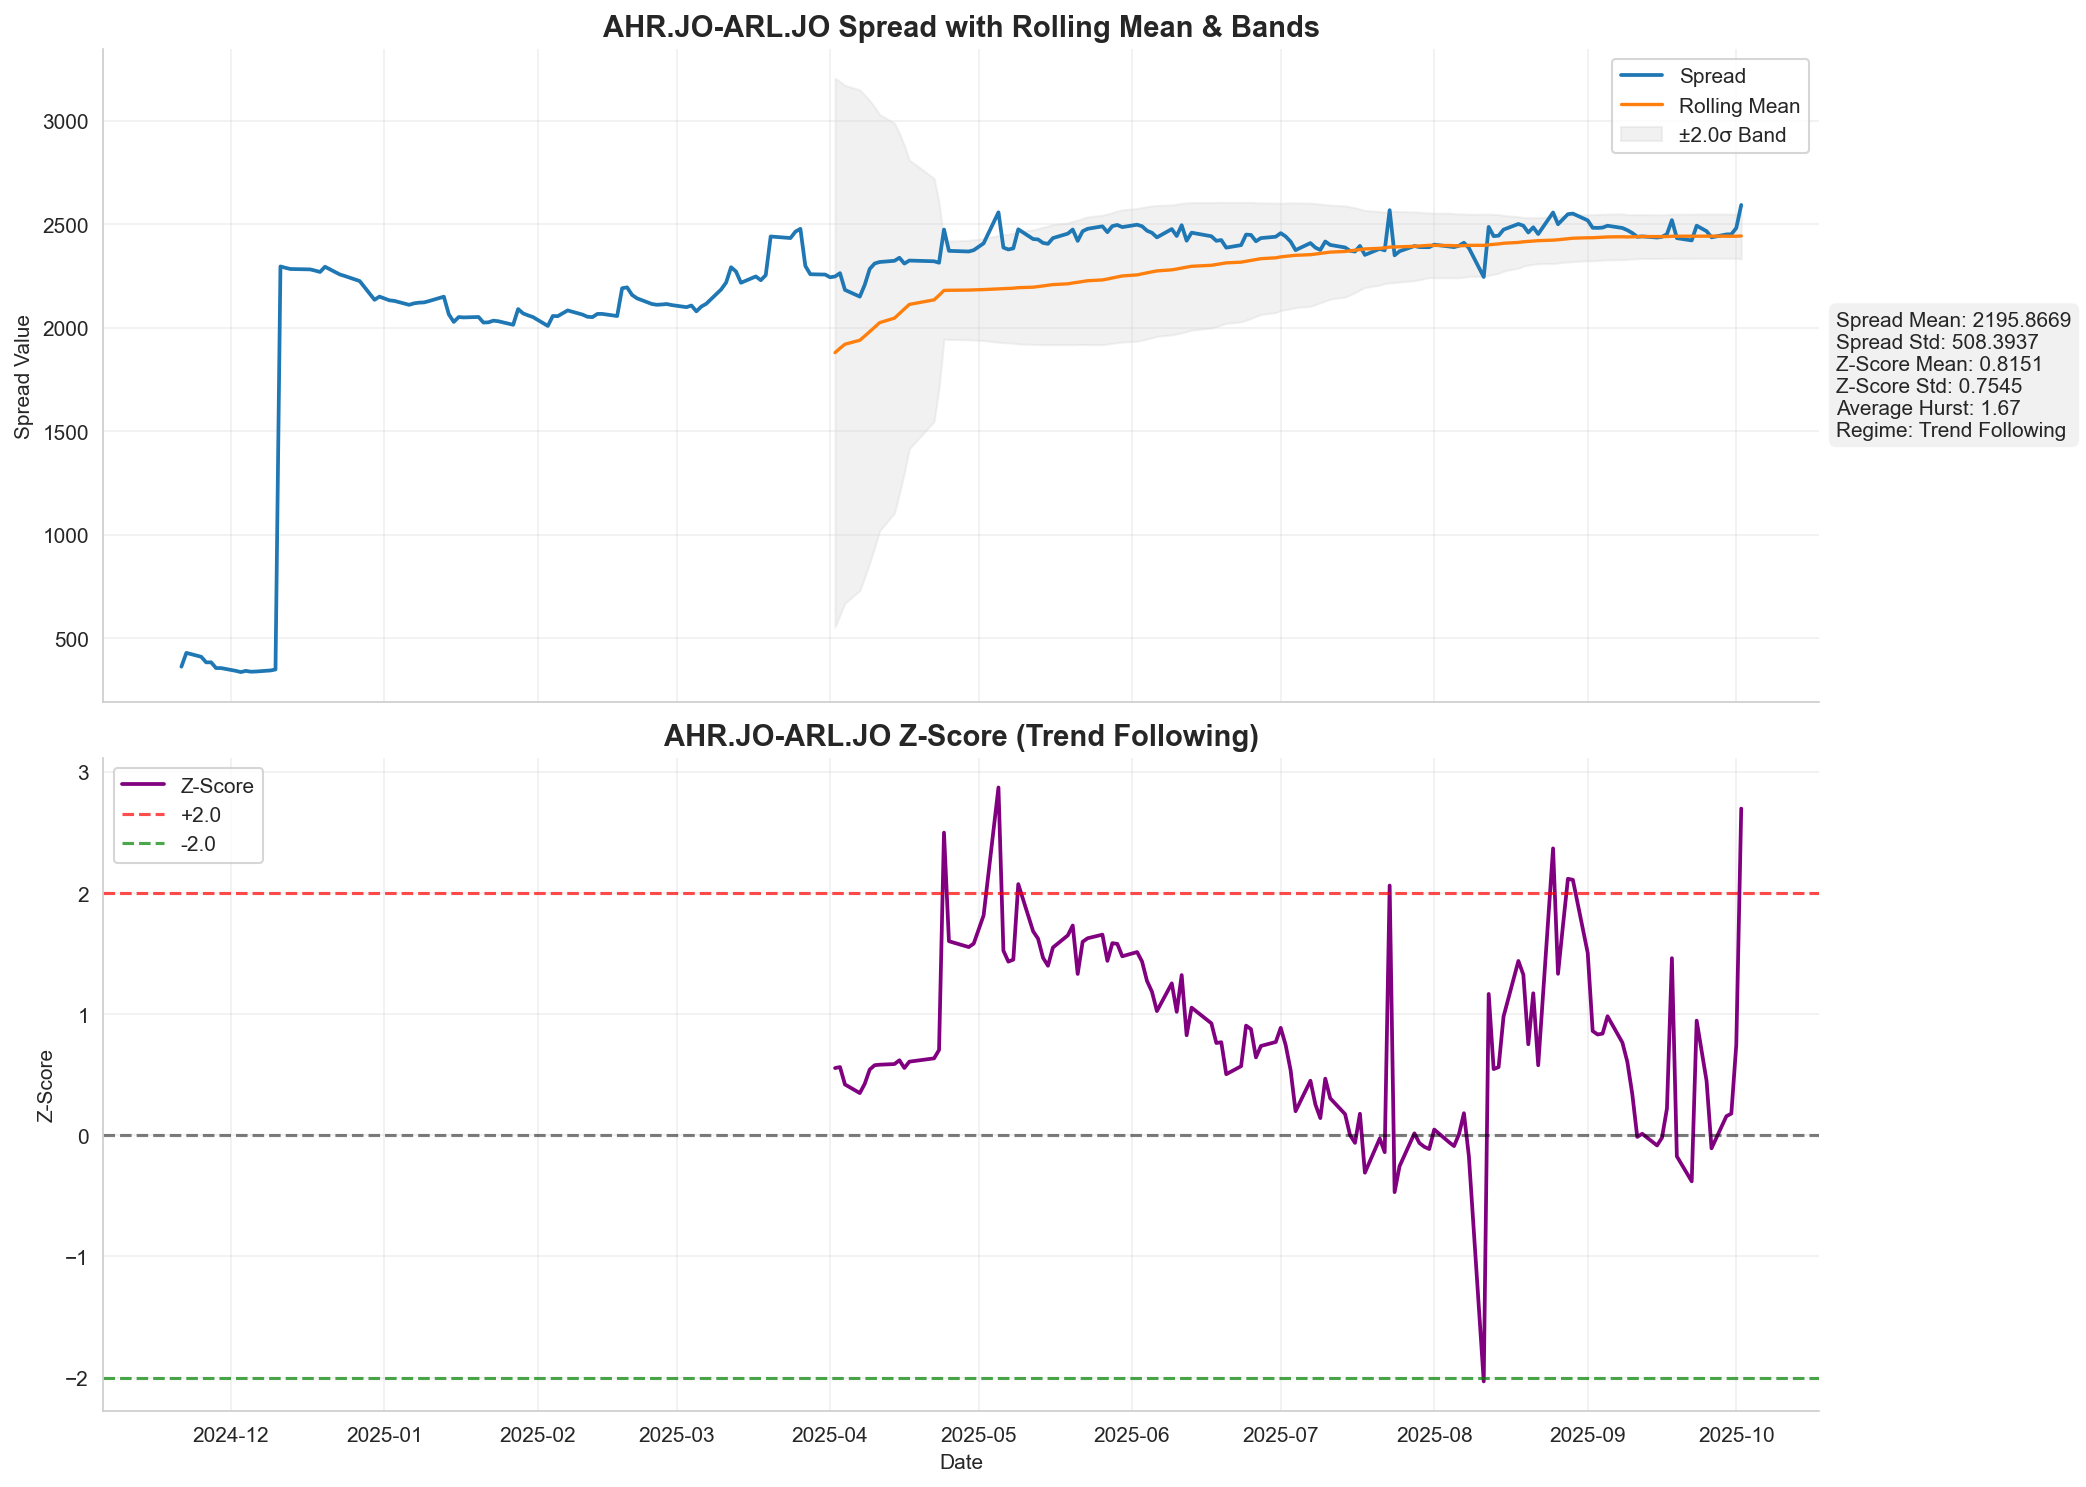 AHR.JO-ARL.JO Spread with Rolling Mean & Bands
Spread
Rolling Mean
±2.0σ Band
3000
2500
2000
1500
1000
500
Spread Value
Spread Mean: 2195.8669
Spread Std: 508.3937
Z-Score Mean: 0.8151
Z-Score Std: 0.7545
Average Hurst: 1.67
Regime: Trend Following
AHR.JO-ARL.JO Z-Score (Trend Following)
Z-Score
+2.0
-2.0
3
2
1
0
−1
−2
Z-Score
2024-12
2025-01
2025-02
2025-03
2025-04
2025-05
2025-06
2025-07
2025-08
2025-09
2025-10
Date